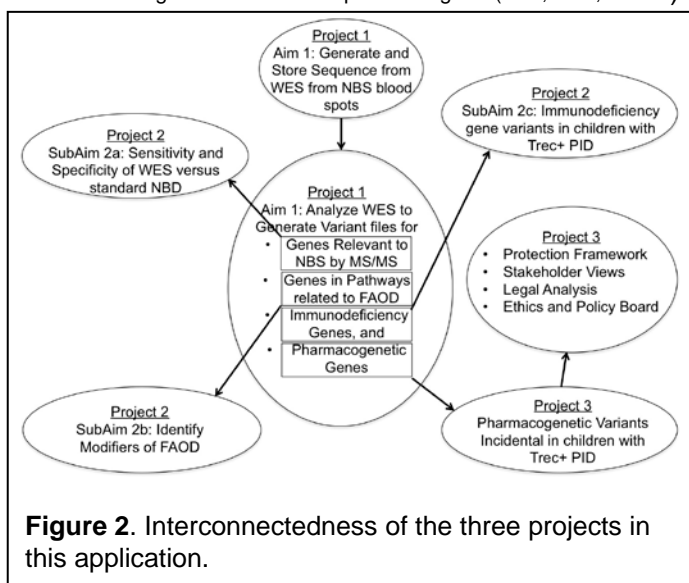 Project 1
Aim 1: Generate and
Store Sequence from
WES from NBS blood
spots
Project 2
SubAim 2c: Immunodeficiency
gene variants in children with
Trec+ PID
Project 2
SubAim 2a: Sensitivity and
Specificity of WES versus
standard NBD
Project 1
Aim 1: Analyze WES to
Generate Variant files for
• Genes Relevant to
NBS by MS/MS
• Genes in Pathways
related to FAOD
• Immunodeficiency
Genes, and
• Pharmacogenetic
Genes
Project 3
• Protection Framework
• Stakeholder Views
• Legal Analysis
• Ethics and Policy Board
Project 2
SubAim 2b: Identify
Modifiers of FAOD
Project 3
Pharmacogenetic Variants
Incidental in children with
Trec+ PID
Figure 2. Interconnectedness of the three projects in
this application.